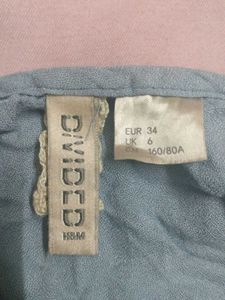 DIVIDED
EUR 34
UK 6
160/80A